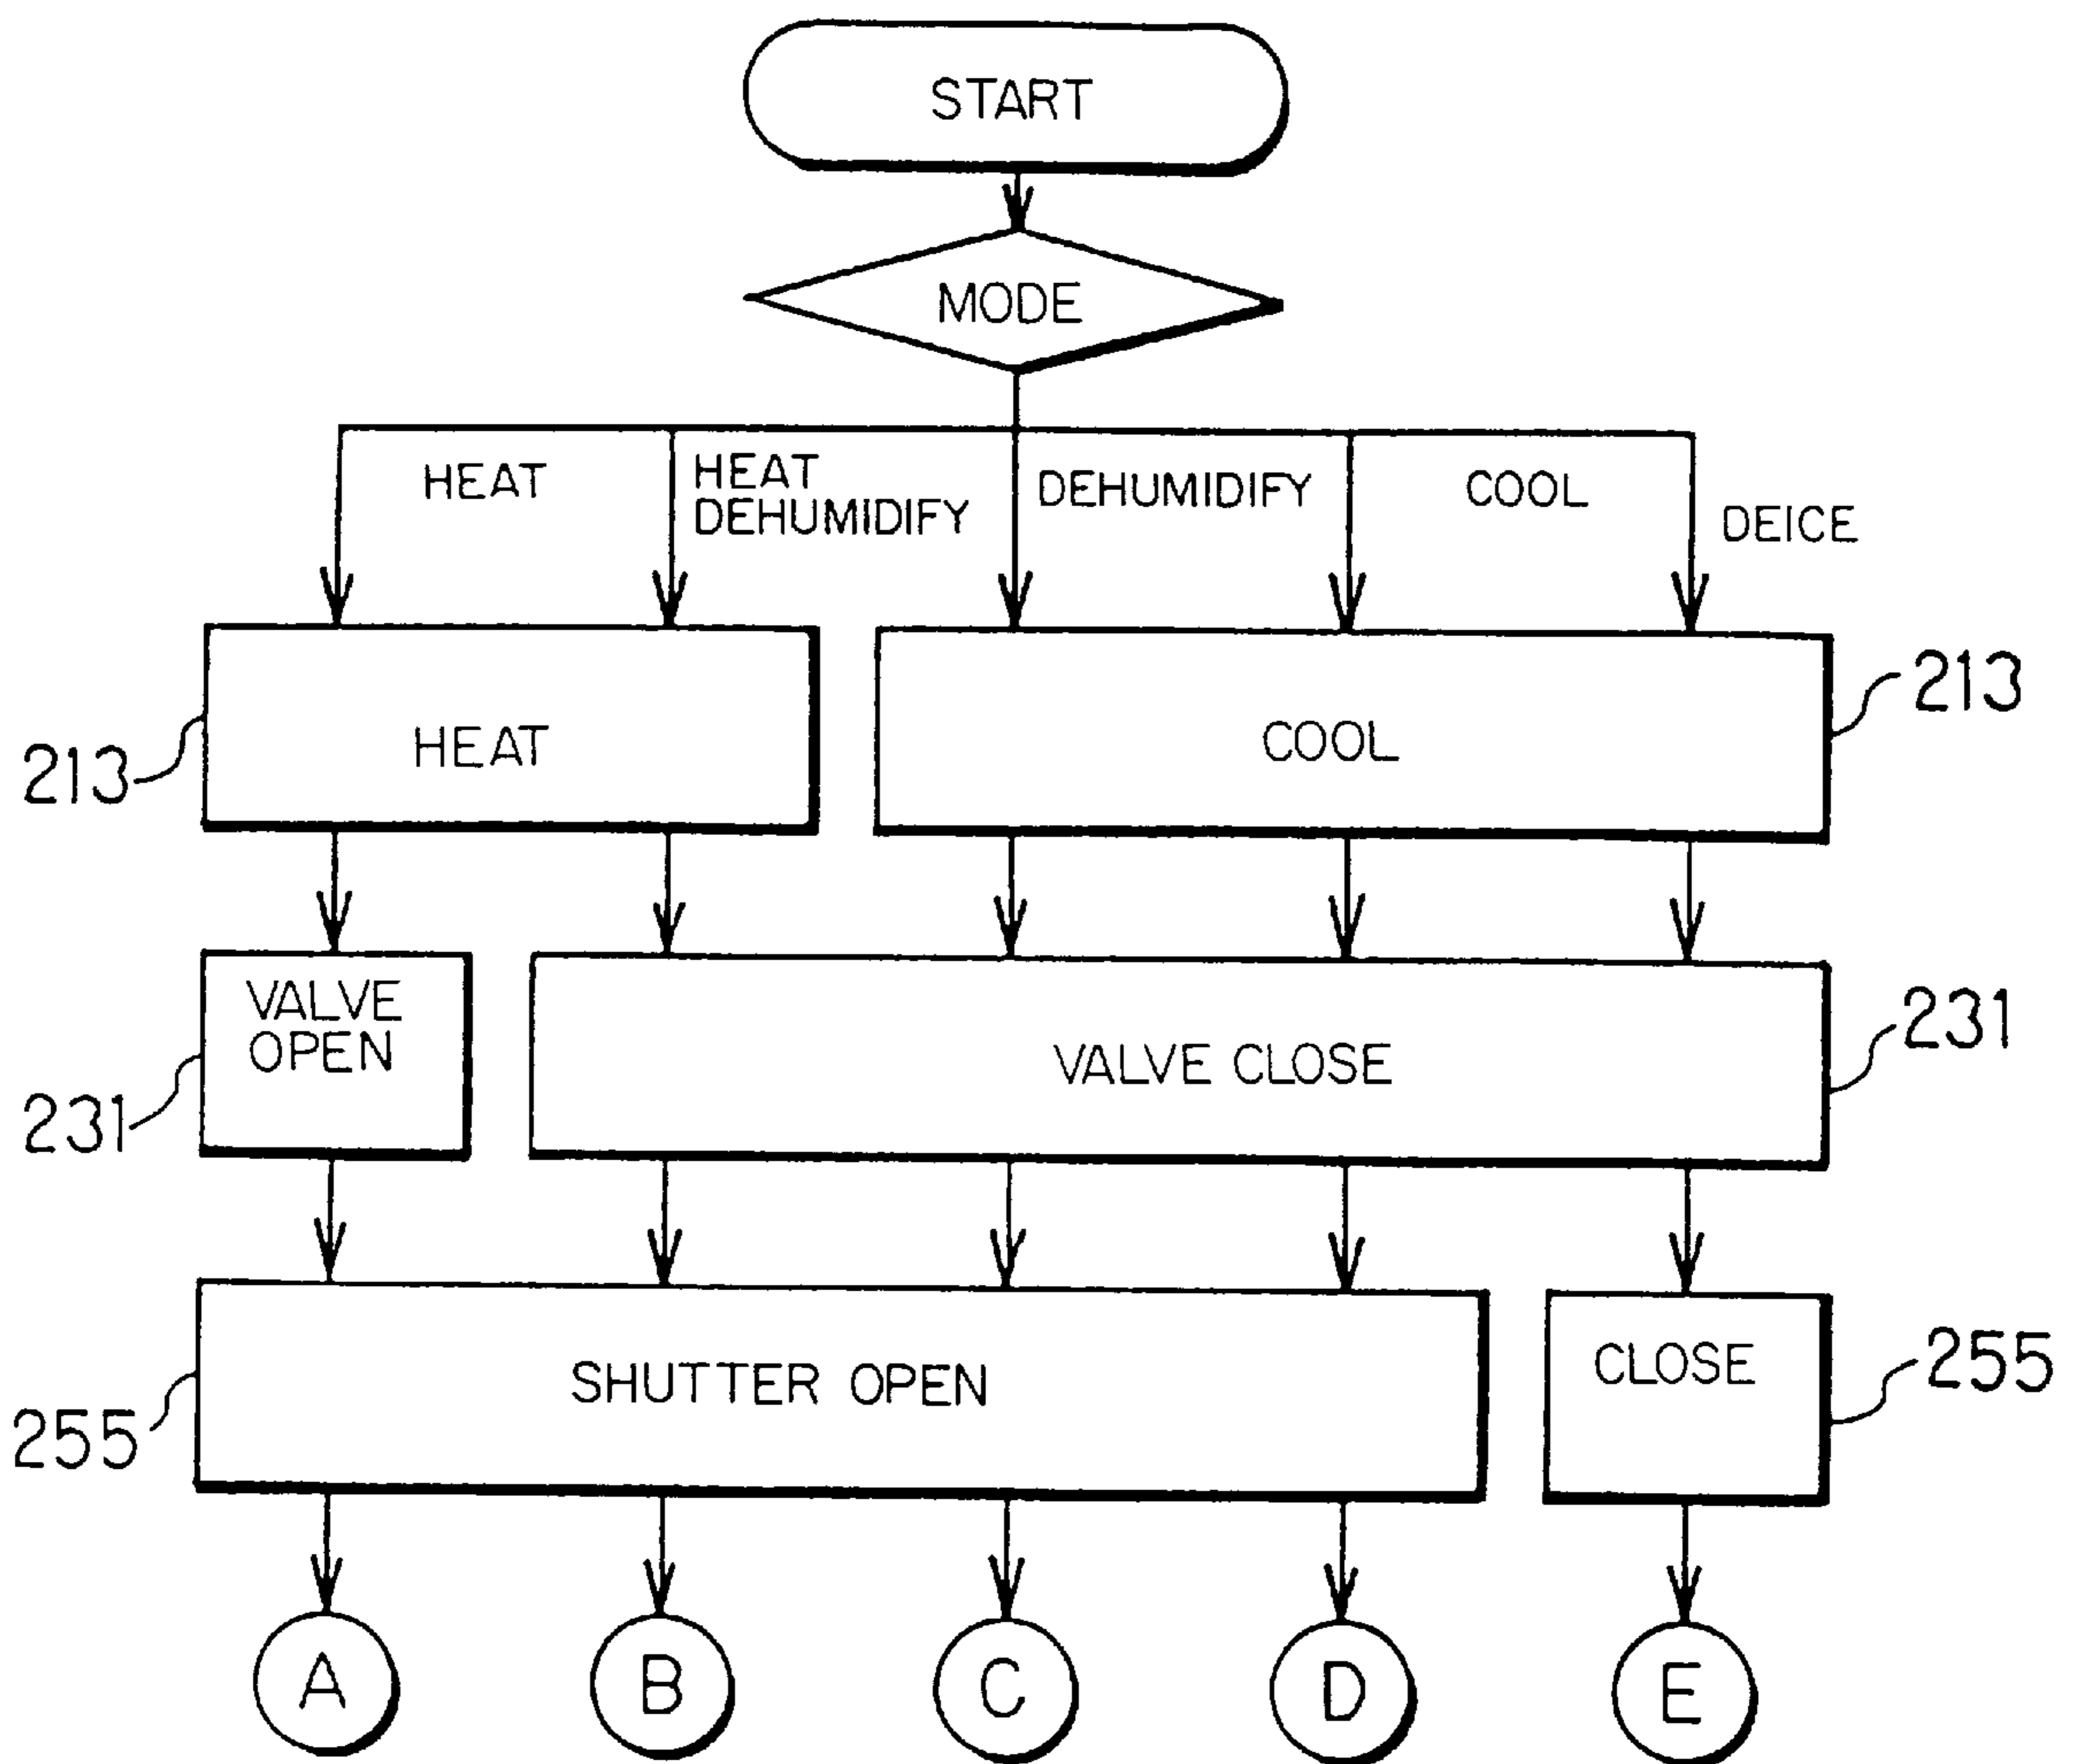 START
MODE
HEAT
HEAT
DEHUMIDIFY
DEHUMIDIFY
COOL
DEICE
213
HEAT
COOL
213
VALVE
OPEN
231
VALVE CLOSE
231
SHUTTER OPEN
255
CLOSE
255
A
B
C
D
E